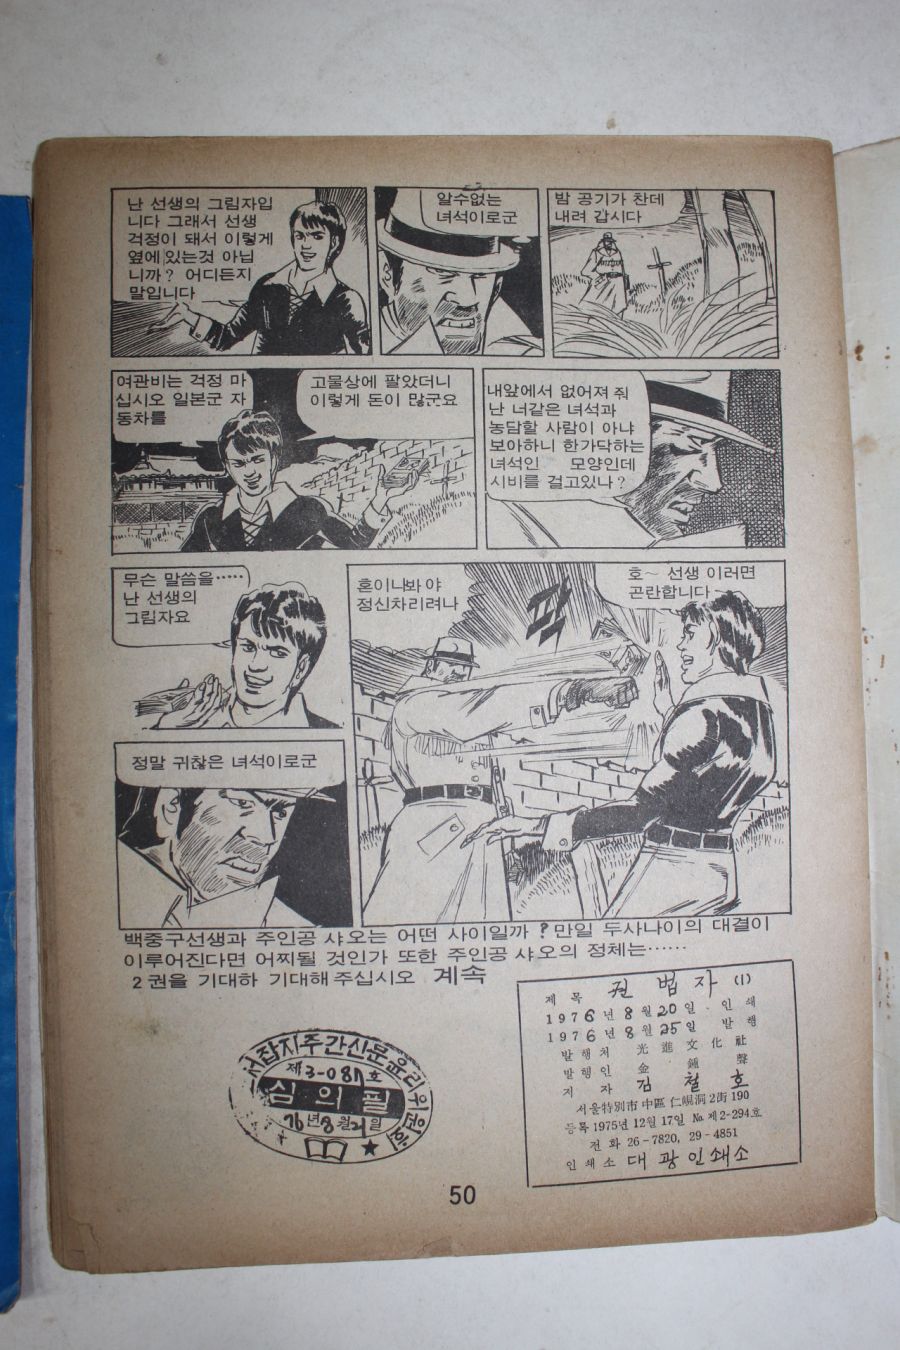 난 선생의 그림자입
니다 그래서 선생
걱정이 돼서 이렇게
옆에 있는것 아닙
니까? 어디든지
말입니다
알수없는
녀석이로군
밤 공기가 찬데
내려 갑시다
여관비는 걱정 마
십시오 일본군 자
동차를
고물상에 팔았더니
이렇게 돈이 많군요
내앞에서 없어져 줘
난 너같은 녀석과
농담할 사람이 아냐
보아하니 한가닥하는
녀석인 모양인데
시비를 걸고있나?
무슨 말씀을……
난 선생의
그림자요
혼이나봐야
정신차리려나
콱
호~ 선생 이러면
곤란합니다
정말 귀찮은 녀석이로군
백중구선생과 주인공 샤오는 어떤 사이일까? 만일 두사나이의 대결이
이루어진다면 어찌될 것인가 또한 주인공 샤오의 정체는……
2권을 기대하 기대해 주십시오 계속
제목 권 범 자 (1)
1976년 8월 20일·인쇄
1976년 8월 25일 발행
발행처 光進文化社
발행인 金鍾聲
저자 김철호
서울特別市 中區 仁峴洞2街190
등록 1975년 12월 17일 No 제2-294호
전화 26-7820, 29-4851
인쇄소 대광인쇄소
서잡지주간신문윤리위원회
제3-081호
심의필
76년8월21일
50